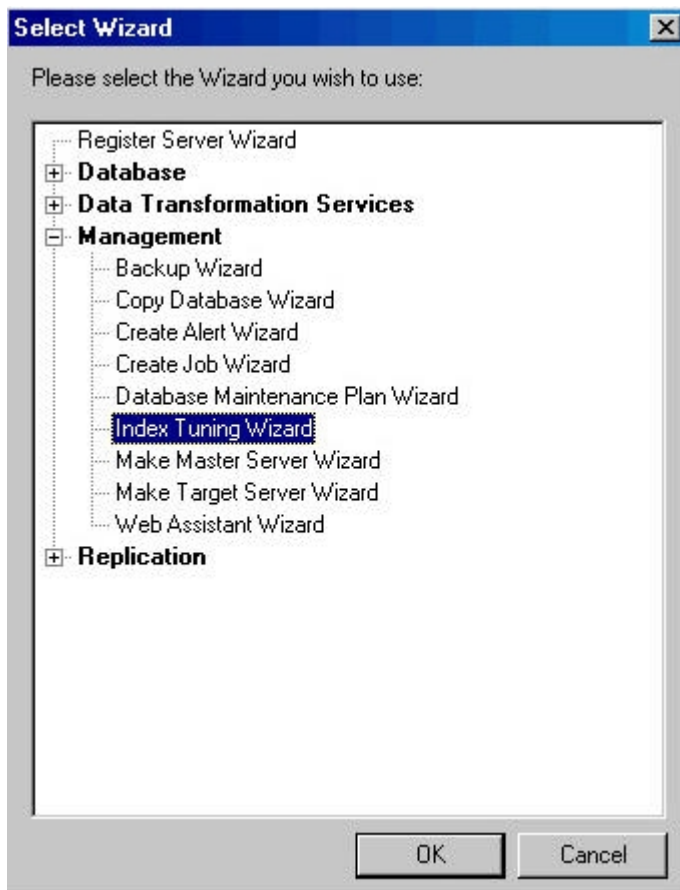 Select Wizard
Please select the Wizard you wish to use:
Register Server Wizard
Database
Data Transformation Services
Management
Backup Wizard
Copy Database Wizard
Create Alert Wizard
Create Job Wizard
Database Maintenance Plan Wizard
Index Tuning Wizard
Make Master Server Wizard
Make Target Server Wizard
Web Assistant Wizard
Replication
OK
Cancel